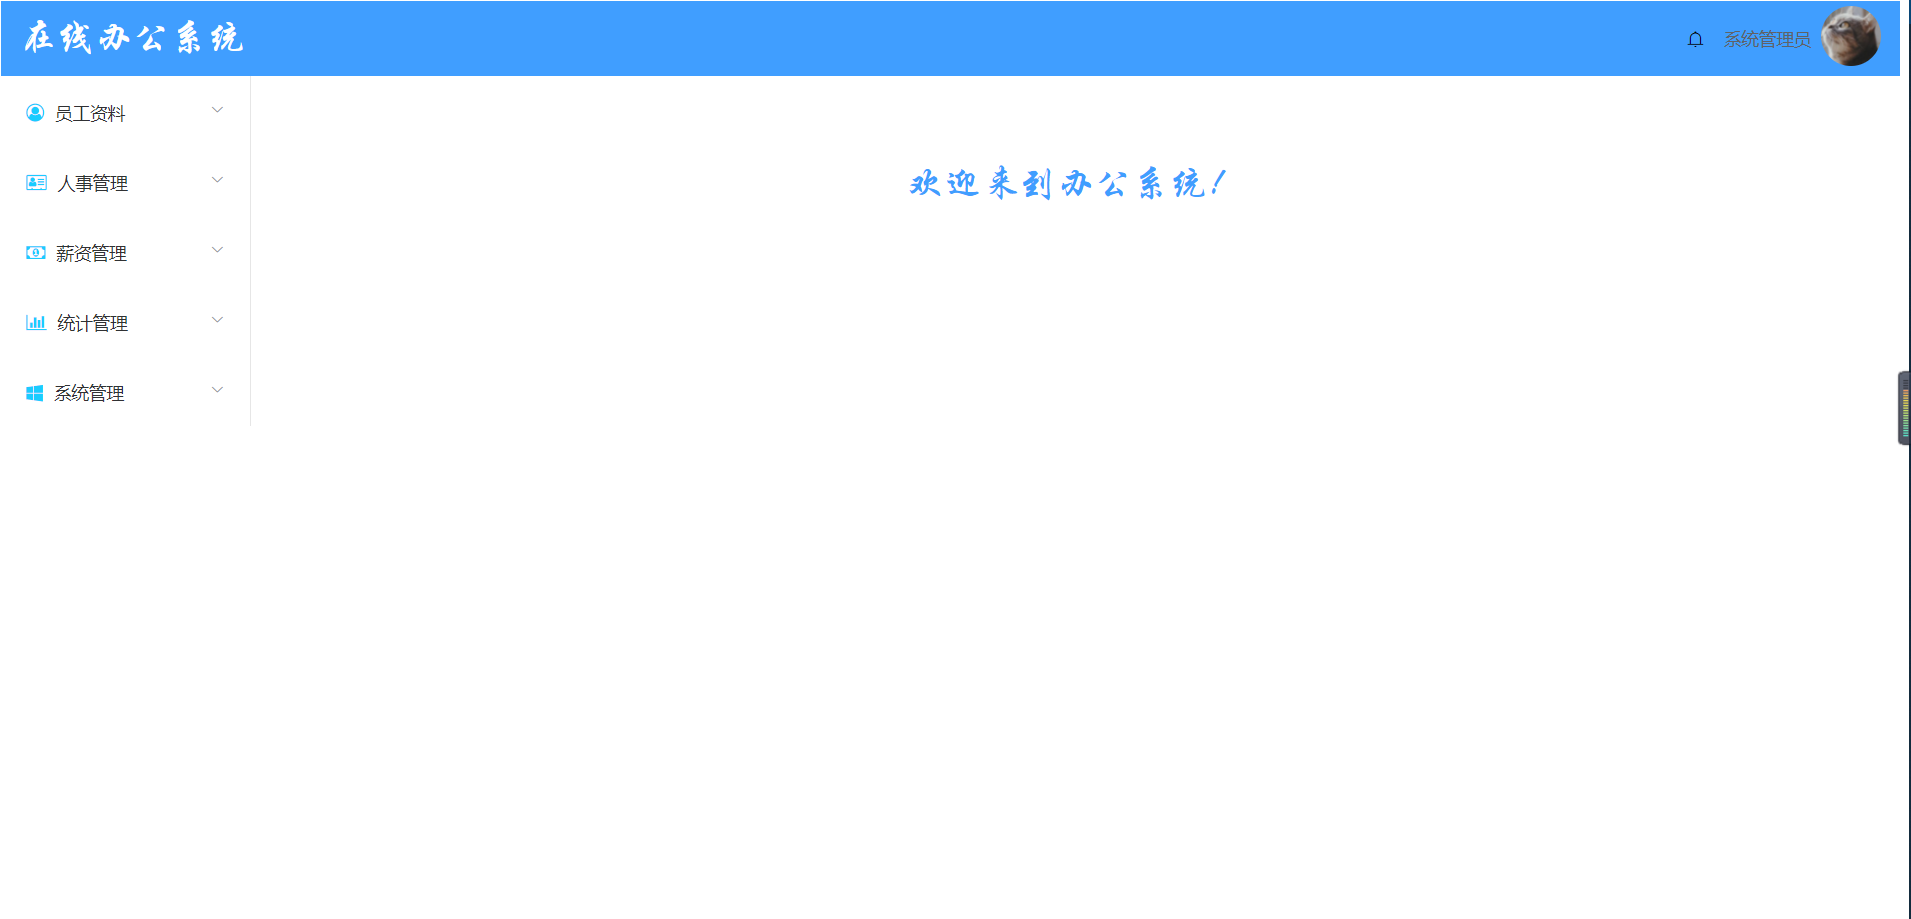 在线办公系统
系统管理员
员工资料
人事管理
薪资管理
统计管理
系统管理
欢迎来到办公系统!